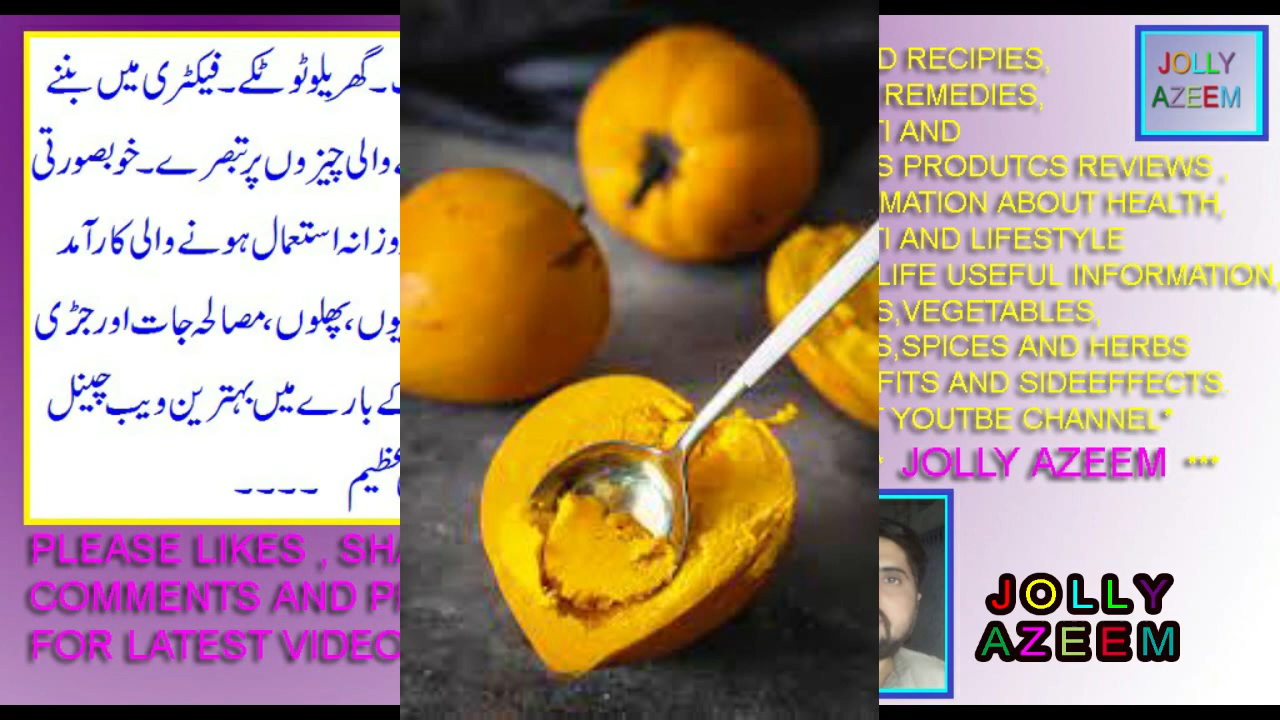 ۔گھریلو ٹوٹکے۔فیکٹری میں بننے
والی چیزوں پر تبصرے۔خوبصورتی
وزانہ استعمال ہونے والی کارآمد
یوں،پھلوں،مصالحہ جات اور جڑی
کے بارے میں بہترین ویب چینل
عظیم ۔۔۔۔
PLEASE LIKES , SHA
COMMENTS AND P
FOR LATEST VIDEO
D RECIPIES,
REMEDIES,
TI AND
S PRODUTCS REVIEWS ,
MATION ABOUT HEALTH,
TI AND LIFESTYLE
LIFE USEFUL INFORMATION,
S,VEGETABLES,
S,SPICES AND HERBS
FITS AND SIDEEFFECTS.
T YOUTBE CHANNEL*
* JOLLY AZEEM ***
JOLLY
AZEEM
JOLLY
AZEEM